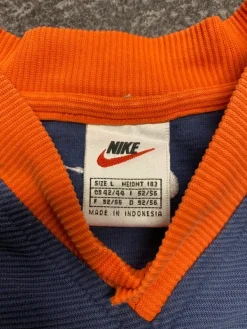 NIKE
SIZE L HEIGHT 183
GB 42/44 I 52/56
F 52/56 D 52/56
MADE IN INDONESIA